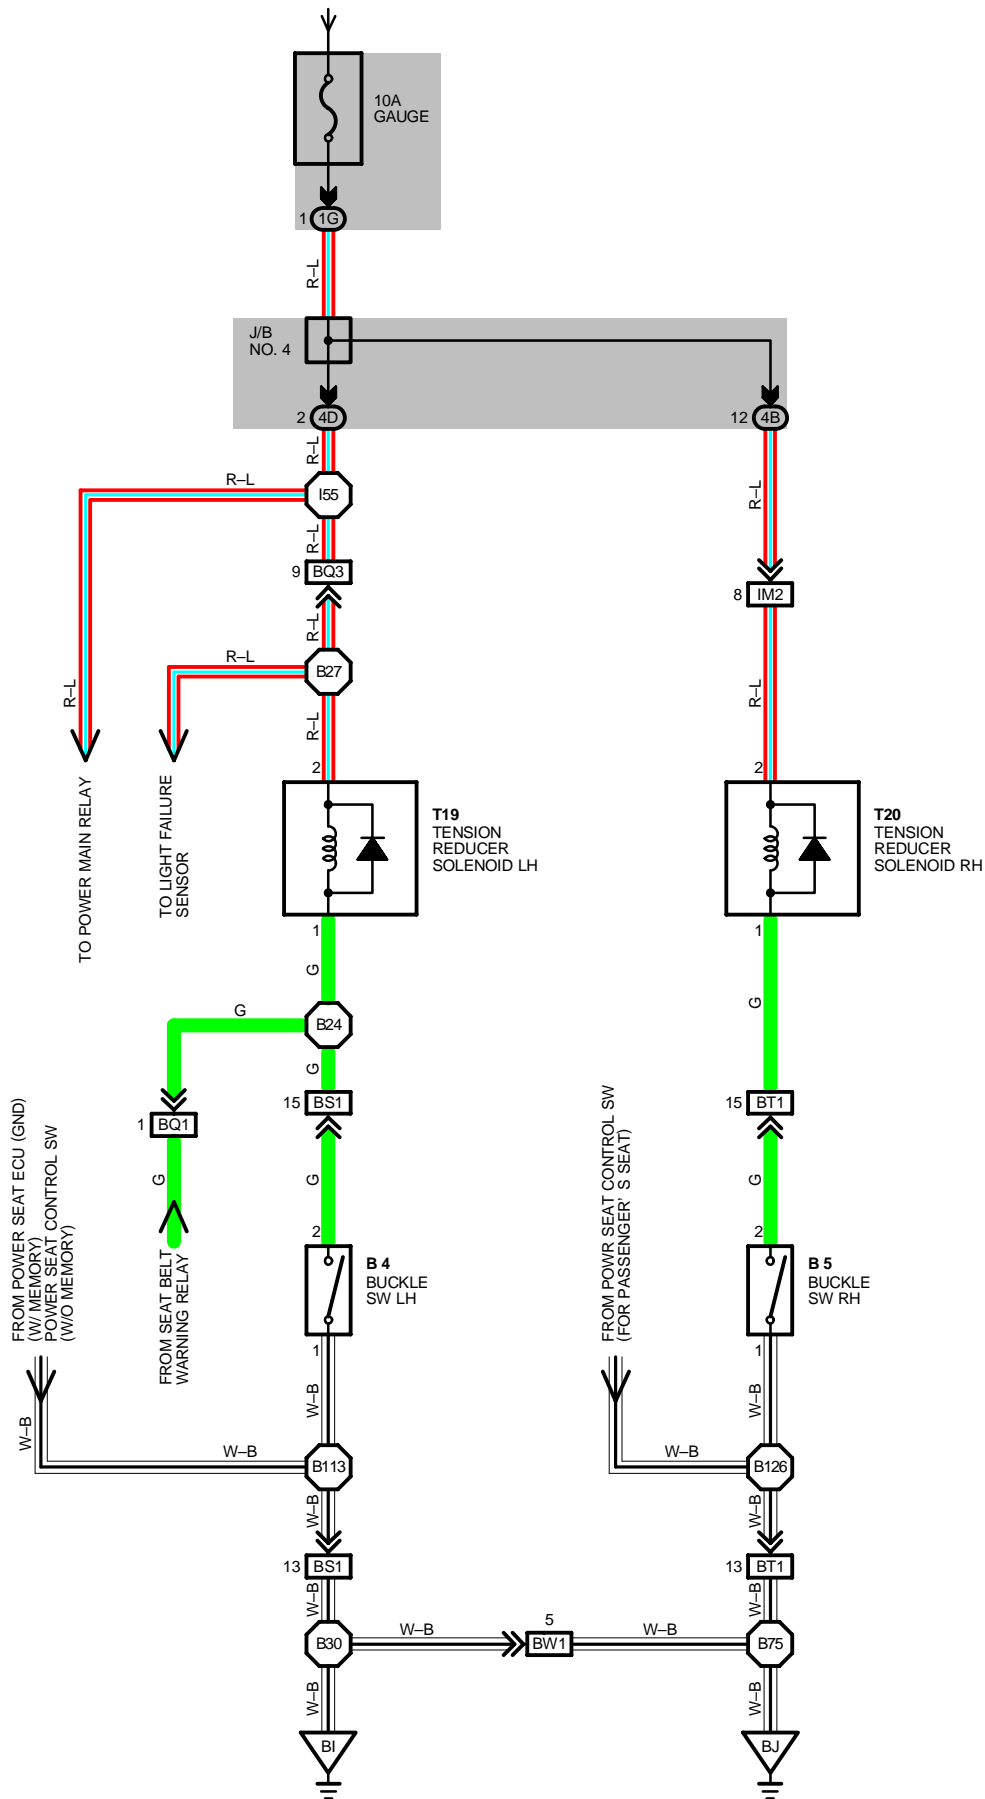 10A
GAUGE
1 1G
R–L
J/B
NO. 4
2 4D
12 4B
R–L
R–L
R–L
I55
R–L
9 BQ3
8 IM2
R–L
R–L
B27
R–L
R–L
R–L
2
2
TO POWER MAIN RELAY
TO LIGHT FAILURE
SENSOR
T19
TENSION
REDUCER
SOLENOID LH
T20
TENSION
REDUCER
SOLENOID RH
1
1
G
G
G
B24
G
15 BS1
15 BT1
1 BQ1
G
G
G
FROM POWER SEAT ECU (GND)
(W/ MEMORY)
POWER SEAT CONTROL SW
(W/O MEMORY)
FROM SEAT BELT
WARNING RELAY
FROM POWR SEAT CONTROL SW
(FOR PASSENGER' S SEAT)
2
2
B 4
BUCKLE
SW LH
B 5
BUCKLE
SW RH
1
1
W–B
W–B
W–B
W–B
W–B
B113
B126
W–B
W–B
13 BS1
13 BT1
W–B
W–B
B30
W–B
5
BW1
W–B
B75
W–B
W–B
BI
BJ